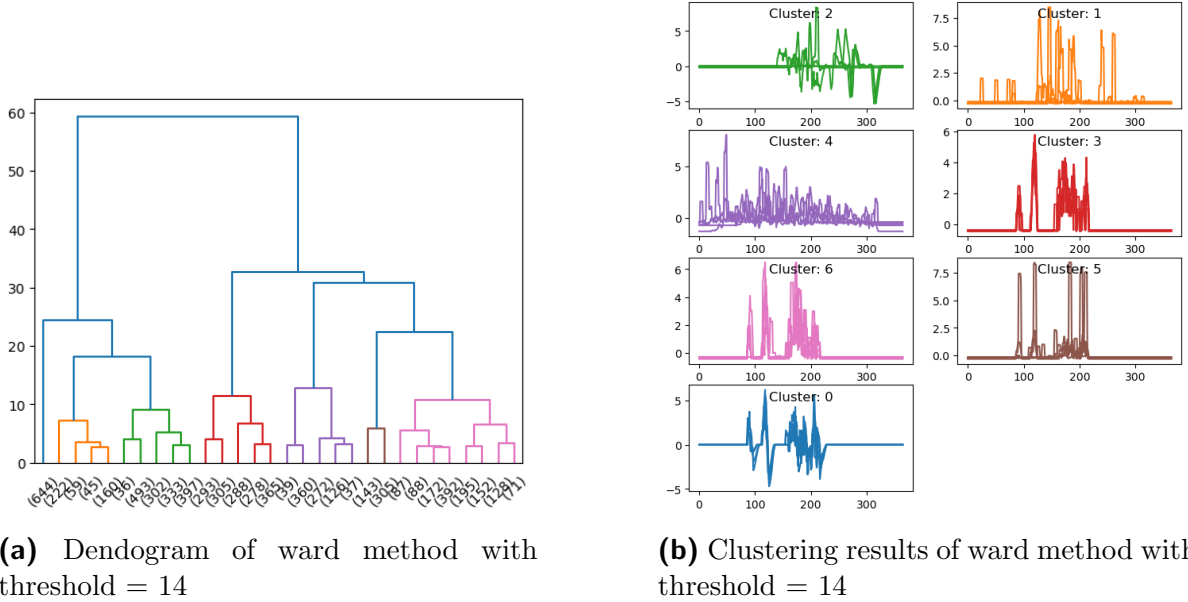 60
50
40
30
20
10
0
(644) (222) (59) (45) (160) (36) (493) (302) (333) (397) (293) (305) (288) (278) (365) (39) (360) (272) (126) (37) (143) (305) (87) (88) (172) (392) (195) (152) (128) (71)
(a) Dendogram of ward method with
threshold = 14
Cluster: 2
5
0
−5
0 100 200 300
Cluster: 1
7.5
5.0
2.5
0.0
0 100 200 300
Cluster: 4
5
0
0 100 200 300
Cluster: 3
6
4
2
0
0 100 200 300
Cluster: 6
6
4
2
0
0 100 200 300
Cluster: 5
7.5
5.0
2.5
0.0
0 100 200 300
Cluster: 0
5
0
−5
0 100 200 300
(b) Clustering results of ward method with
threshold = 14